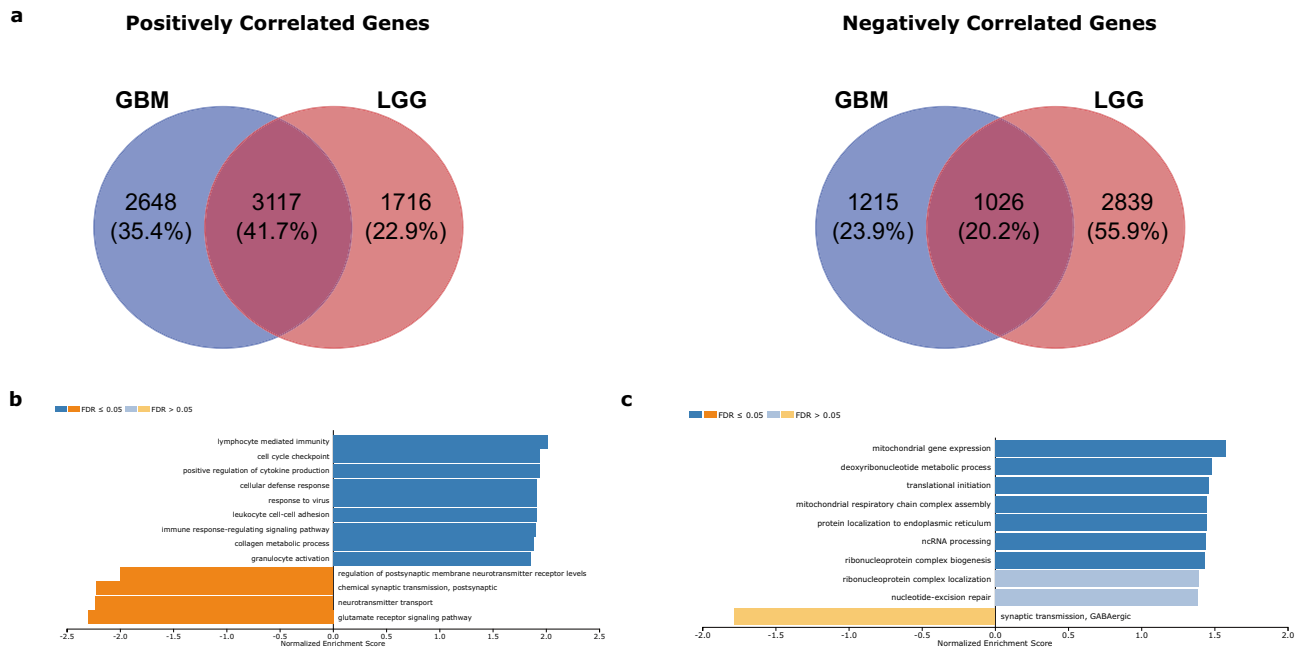 a
Positively Correlated Genes
Negatively Correlated Genes
GBM
LGG
2648
(35.4%)
3117
(41.7%)
1716
(22.9%)
GBM
LGG
1215
(23.9%)
1026
(20.2%)
2839
(55.9%)
b
FDR ≤ 0.05
FDR > 0.05
lymphocyte mediated immunity
cell cycle checkpoint
positive regulation of cytokine production
cellular defense response
response to virus
leukocyte cell-cell adhesion
immune response-regulating signaling pathway
collagen metabolic process
granulocyte activation
regulation of postsynaptic membrane neurotransmitter receptor levels
chemical synaptic transmission, postsynaptic
neurotransmitter transport
glutamate receptor signaling pathway
-2.5 -2.0 -1.5 -1.0 -0.5 0.0 0.5 1.0 1.5 2.0 2.5
Normalized Enrichment Score
c
FDR ≤ 0.05
FDR > 0.05
mitochondrial gene expression
deoxyribonucleotide metabolic process
translational initiation
mitochondrial respiratory chain complex assembly
protein localization to endoplasmic reticulum
ncRNA processing
ribonucleoprotein complex biogenesis
ribonucleoprotein complex localization
nucleotide-excision repair
synaptic transmission, GABAergic
-2.0 -1.5 -1.0 -0.5 0.0 0.5 1.0 1.5 2.0
Normalized Enrichment Score